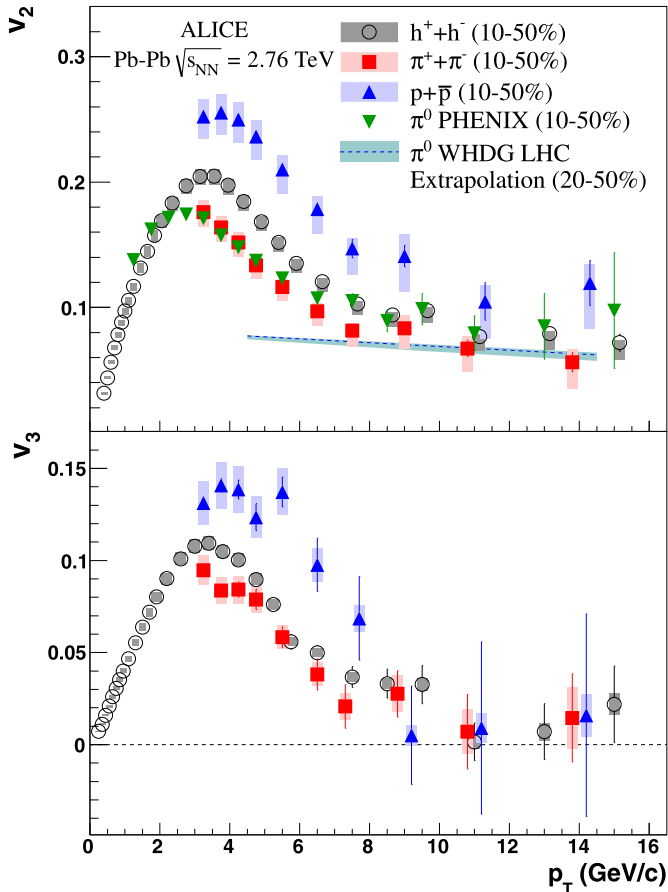 v₂
0.3
0.2
0.1
ALICE
Pb-Pb √sNN = 2.76 TeV
h⁺+h⁻ (10-50%)
π⁺+π⁻ (10-50%)
p+p̅ (10-50%)
π⁰ PHENIX (10-50%)
π⁰ WHDG LHC
Extrapolation (20-50%)
v₃
0.15
0.1
0.05
0
0 2 4 6 8 10 12 14 16
p_T (GeV/c)